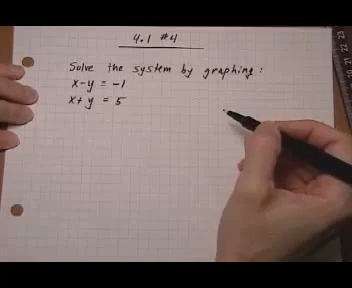 4.1 #4
Solve the system by graphing:
x-y = -1
x+y = 5